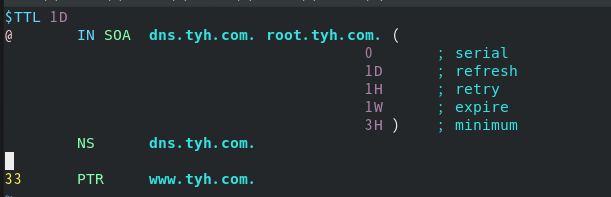 $TTL 1D
@ IN SOA dns.tyh.com. root.tyh.com. (
0 ; serial
1D ; refresh
1H ; retry
1W ; expire
3H ) ; minimum
NS dns.tyh.com.
33 PTR www.tyh.com.